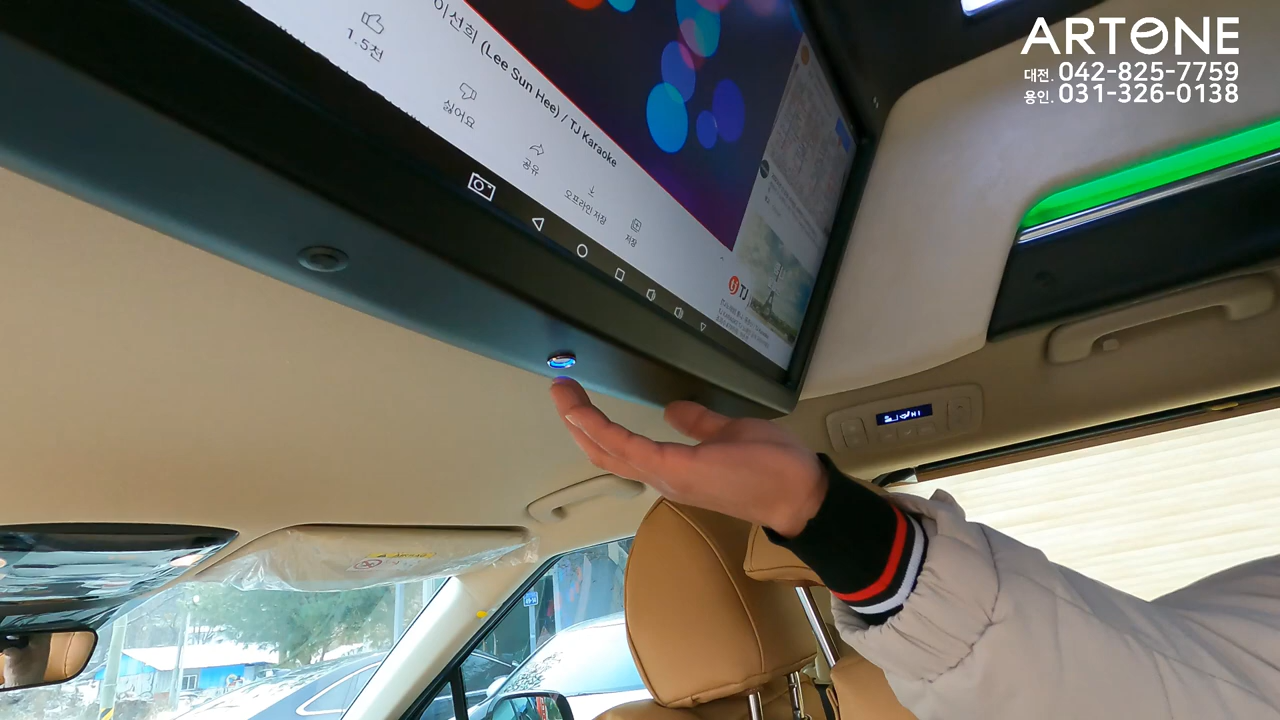 ARTONE
대전. 042-825-7759
용인. 031-326-0138
이선희 (Lee Sun Hee) / TJ Karaoke
1.5천
싫어요
공유
오프라인 저장
저장
TJ